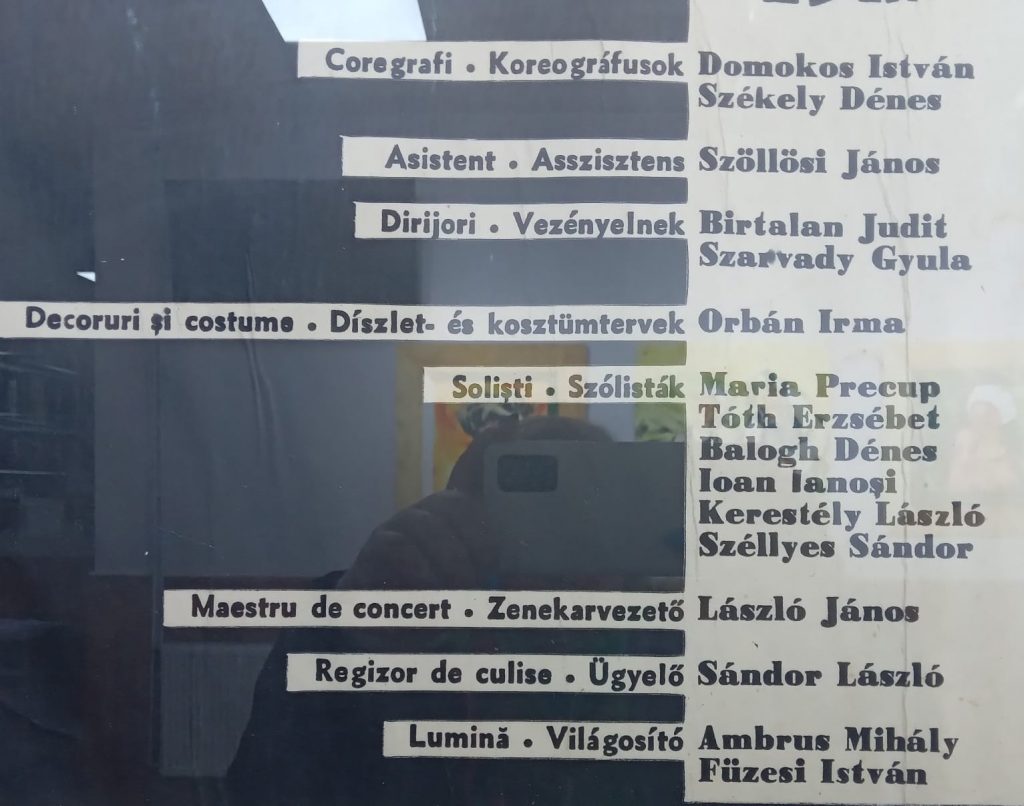 Coregrafi • Koreográfusok Domokos István
Székely Dénes
Asistent • Asszisztens Szöllösi János
Dirijori • Vezényelnek Birtalan Judit
Szarvady Gyula
Decoruri și costume • Díszlet- és kosztümtervek Orbán Irma
Soliști • Szólisták Maria Precup
Tóth Erzsébet
Balogh Dénes
Ioan Ianoși
Kerestély László
Széllyes Sándor
Maestru de concert • Zenekarvezető László János
Regizor de culise • Ügyelő Sándor László
Lumină • Világosító Ambrus Mihály
Füzesi István